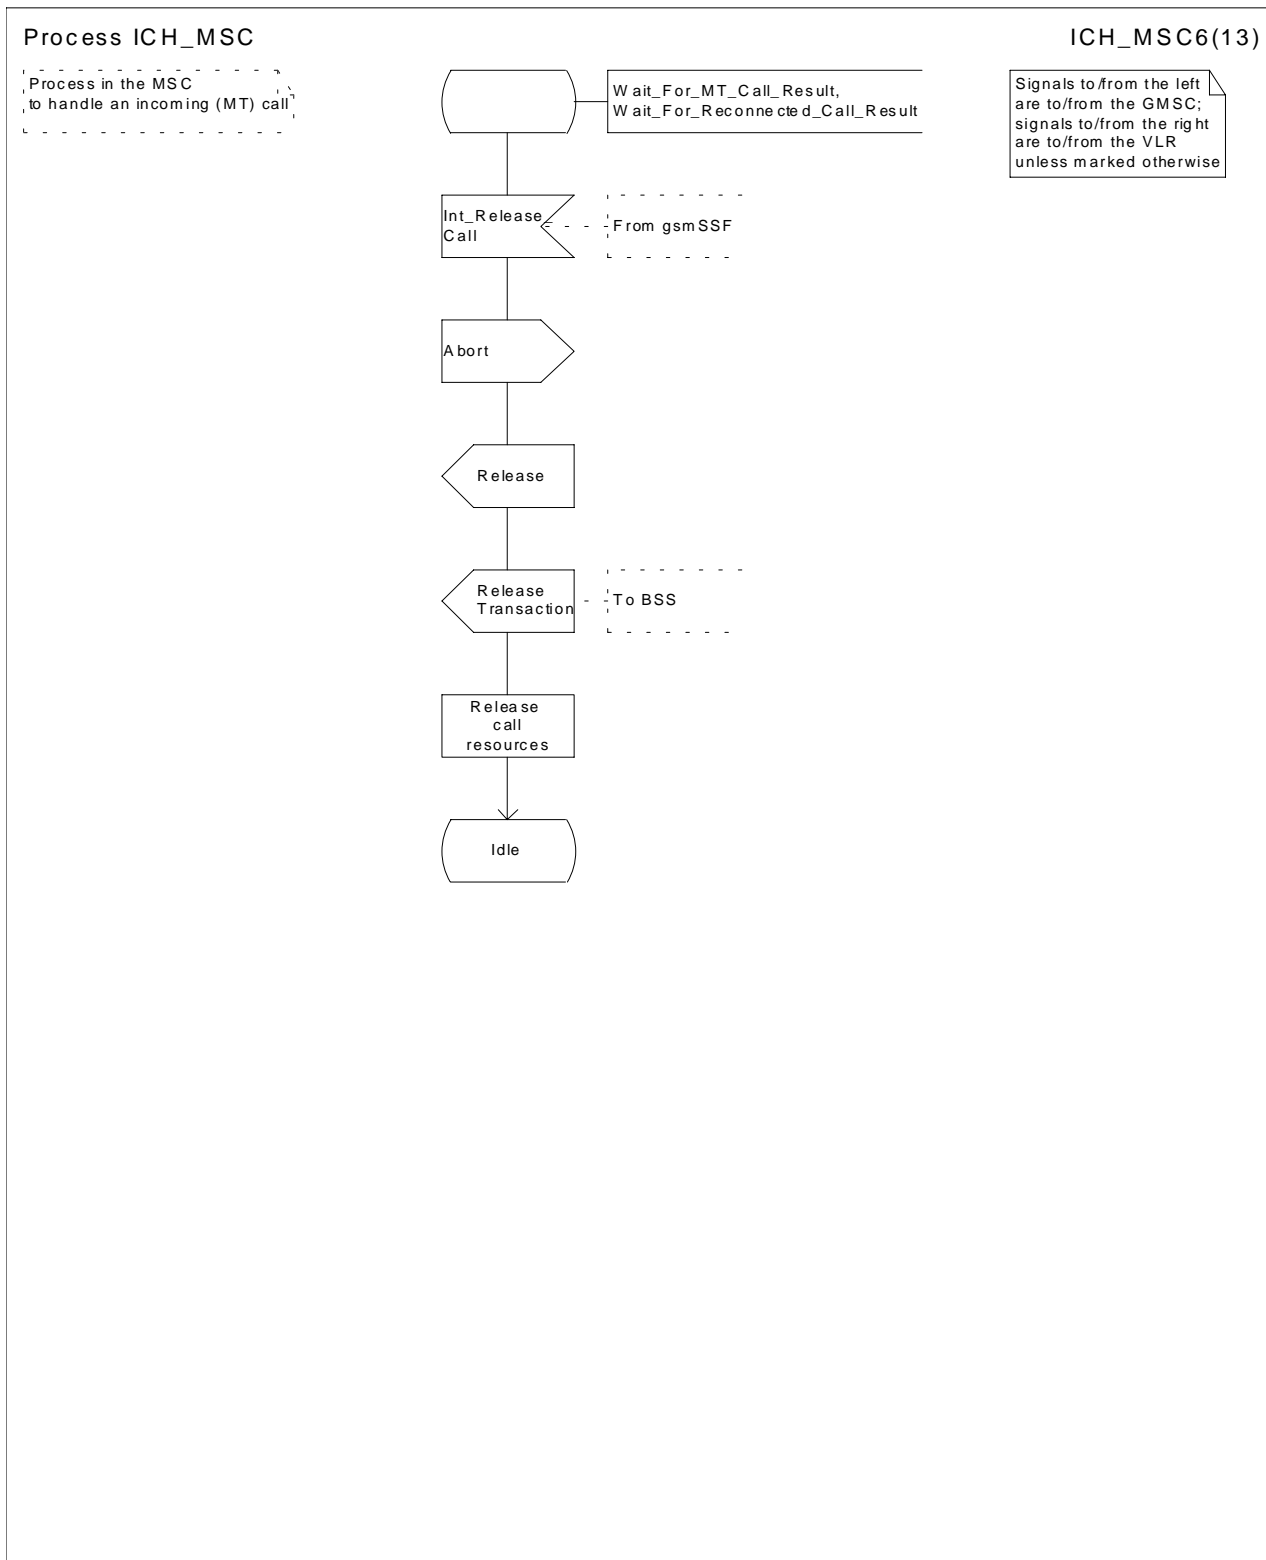 Process ICH_MSC
ICH_MSC6(13)
Process in the MSC
to handle an incoming (MT) call
Wait_For_MT_Call_Result,
Wait_For_Reconnected_Call_Result
Signals to/from the left
are to/from the GMSC;
signals to/from the right
are to/from the VLR
unless marked otherwise
Int_Release_
Call
From gsmSSF
Abort
Release
Release
Transaction
To BSS
Release
call
resources
Idle